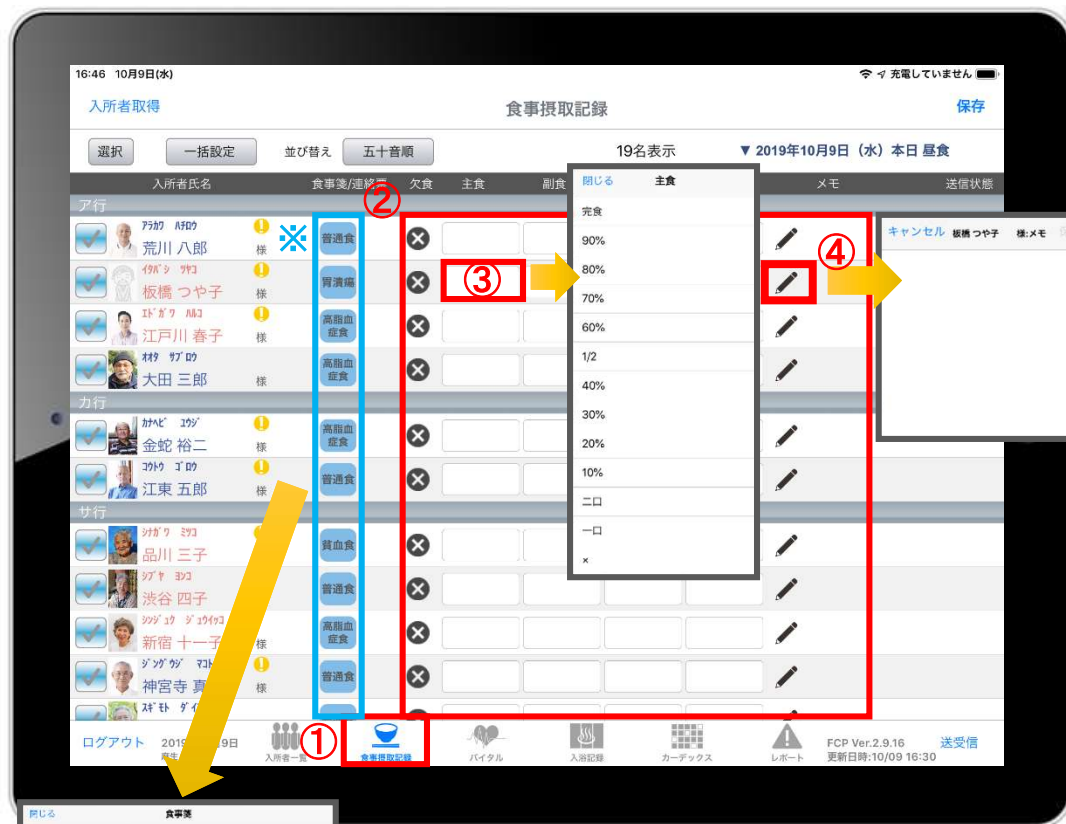 16:46 10月9日(水)
充電していません
入所者取得
食事摂取記録
保存
選択
一括設定
並び替え
五十音順
19名表示
▼ 2019年10月9日（水）本日 昼食
入所者氏名
食事箋/連絡票
欠食
主食
副食
メモ
送信状態
②
ア行
アラカワ ハチロウ
荒川 八郎
様
※
普通食
イタバシ ツヤコ
板橋 つや子
様
胃潰瘍
③
④
エドガワ ハルコ
江戸川 春子
様
高脂血
症食
オオタ サブロウ
大田 三郎
様
高脂血
症食
カ行
カナヘビ ユウジ
金蛇 裕二
様
高脂血
症食
コウトウ ゴロウ
江東 五郎
様
普通食
サ行
シナガワ ミツコ
品川 三子
貧血食
シブヤ ヨシコ
渋谷 四子
普通食
シンジュク ジュウイツコ
新宿 十一子
様
高脂血
症食
ジングウジ マコト
神宮寺 真
様
普通食
閉じる
主食
完食
90%
80%
70%
60%
1/2
40%
30%
20%
10%
二口
一口
×
キャンセル
板橋 つや子 様:メモ
①
ログアウト
入所者一覧
食事摂取記録
バイタル
入浴記録
カーデックス
レポート
FCP Ver.2.9.16
更新日時:10/09 16:30
送受信
閉じる
食事箋